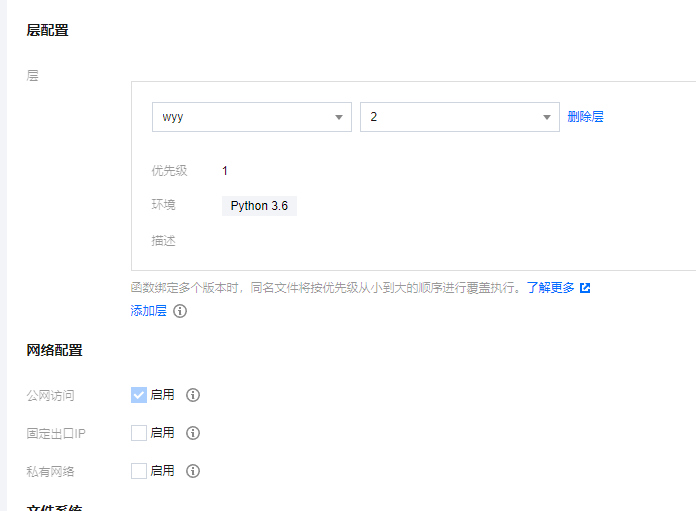 层配置
层
wyy 2 删除层
优先级 1
环境 Python 3.6
描述
函数绑定多个版本时，同名文件将按优先级从小到大的顺序进行覆盖执行。了解更多
添加层
网络配置
公网访问 启用
固定出口IP 启用
私有网络 启用
文件系统